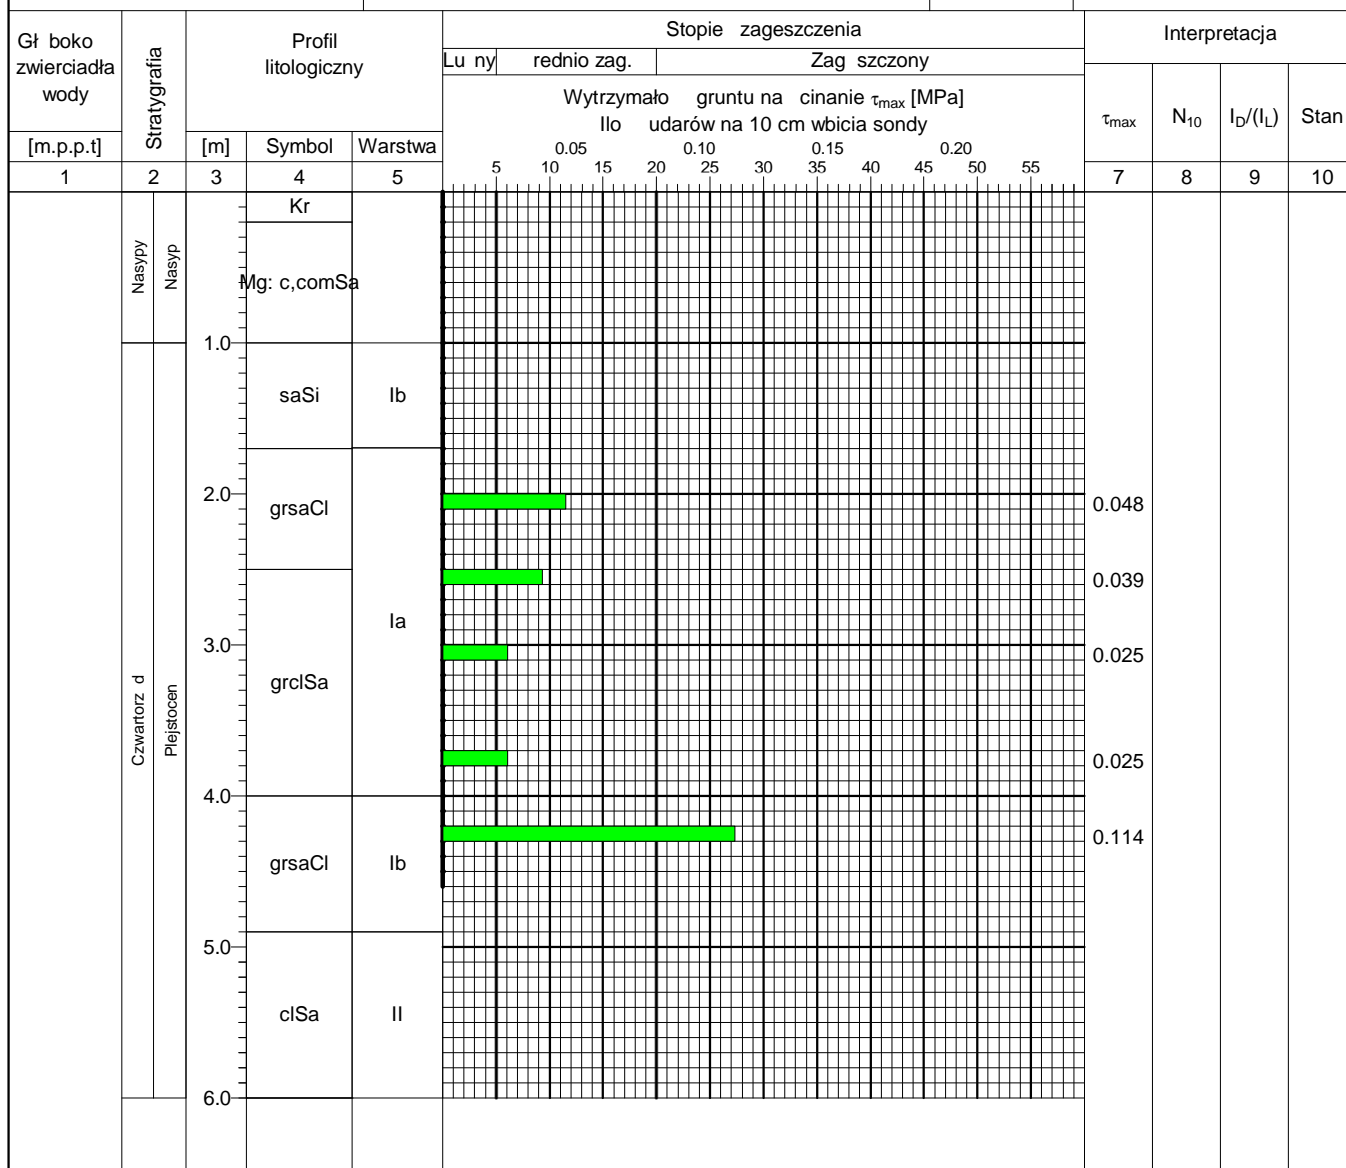 Gł boko
zwierciadła
wody
[m.p.p.t]
Stratygrafia
Profil
litologiczny
[m] Symbol Warstwa
Stopie zageszczenia
Lu ny rednio zag. Zag szczony
Wytrzymało gruntu na cinanie τmax [MPa]
Ilo udarów na 10 cm wbicia sondy
0.05 0.10 0.15 0.20
5 10 15 20 25 30 35 40 45 50 55
Interpretacja
τmax N10 ID/(IL) Stan
1 2 3 4 5 7 8 9 10
Nasypy
Nasyp
Kr
Mg: c,comSa
1.0
saSi Ib
2.0
grsaCl
0.048
0.039
Ia
3.0
0.025
grclSa
Czwartorz d
Plejstocen
0.025
4.0
0.114
grsaCl Ib
5.0
clSa II
6.0